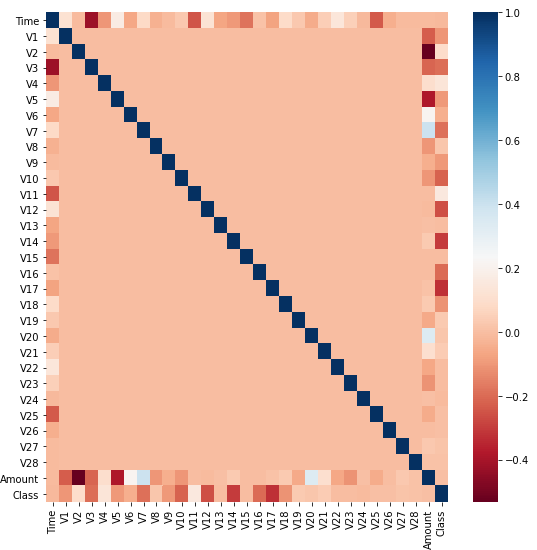 Time
V1
V2
V3
V4
V5
V6
V7
V8
V9
V10
V11
V12
V13
V14
V15
V16
V17
V18
V19
V20
V21
V22
V23
V24
V25
V26
V27
V28
Amount
Class
Time
V1
V2
V3
V4
V5
V6
V7
V8
V9
V10
V11
V12
V13
V14
V15
V16
V17
V18
V19
V20
V21
V22
V23
V24
V25
V26
V27
V28
Amount
Class
1.0
0.8
0.6
0.4
0.2
0.0
−0.2
−0.4